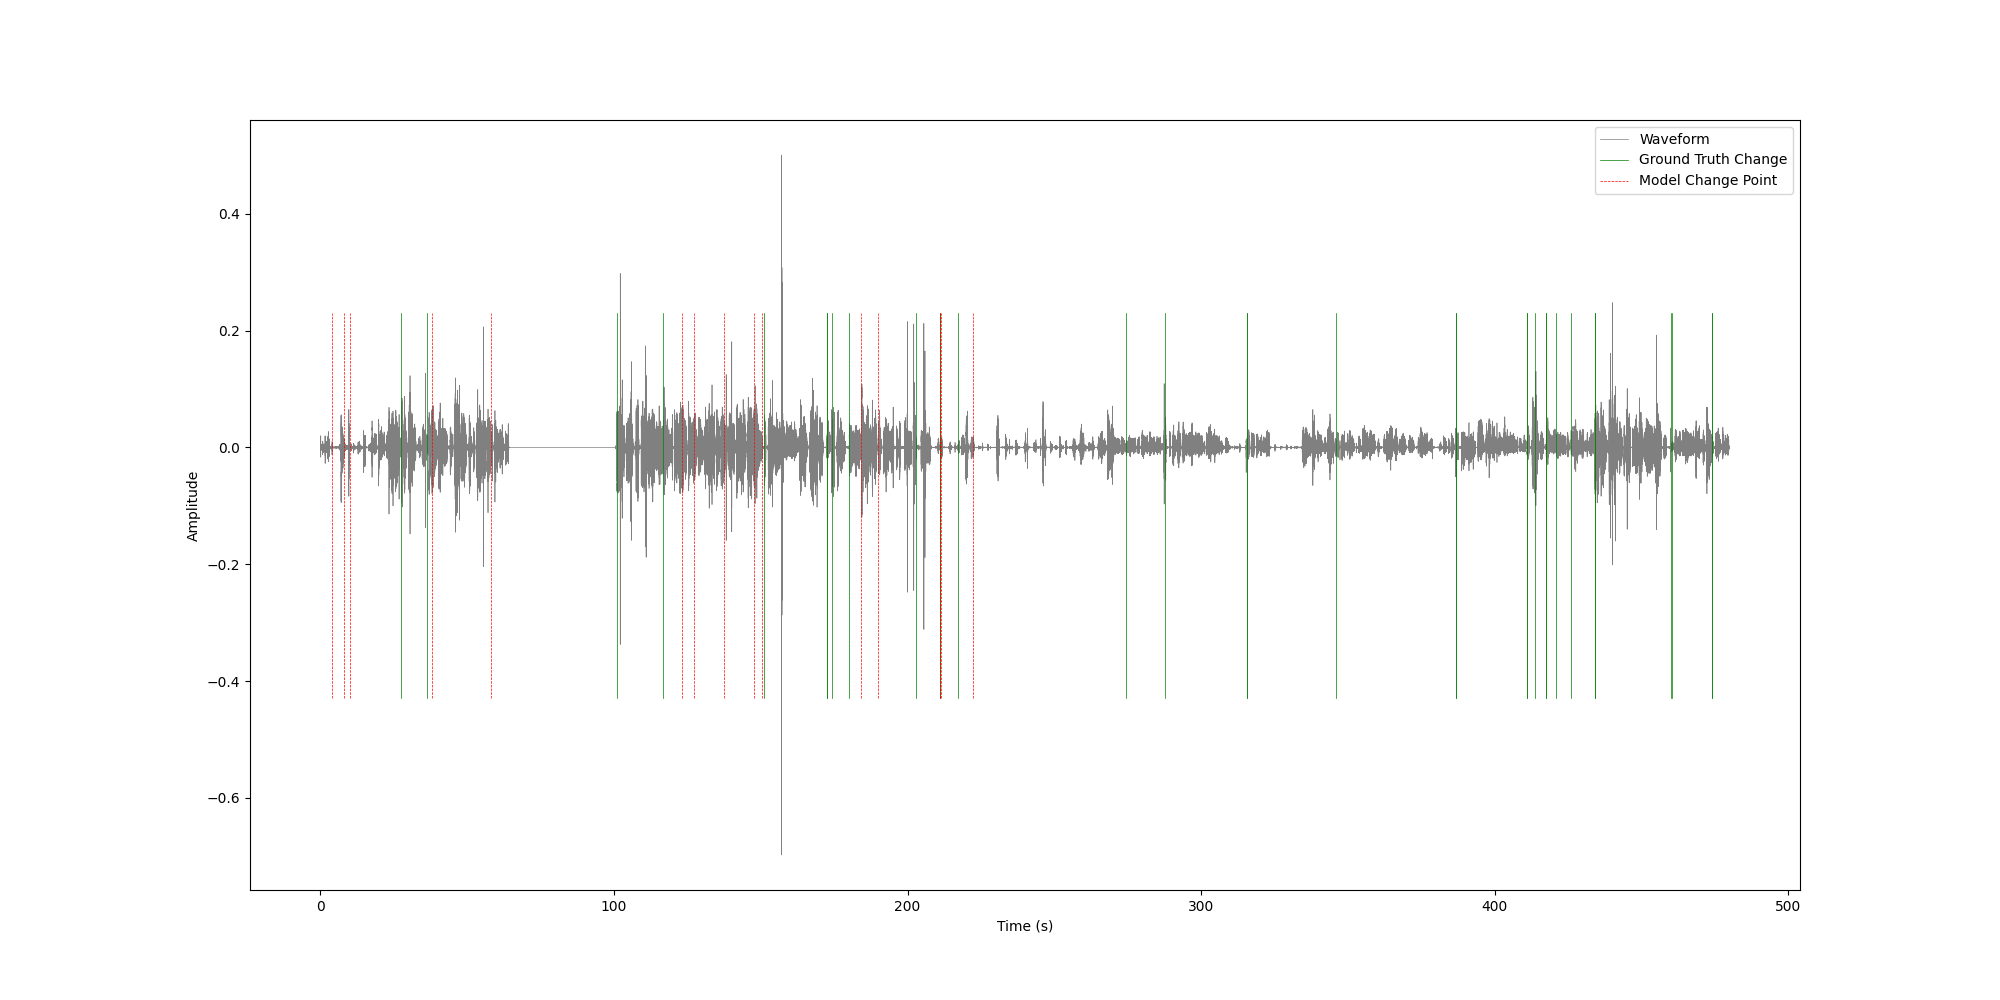 Waveform
Ground Truth Change
Model Change Point
0.4
0.2
0.0
−0.2
−0.4
−0.6
Amplitude
0 100 200 300 400 500
Time (s)